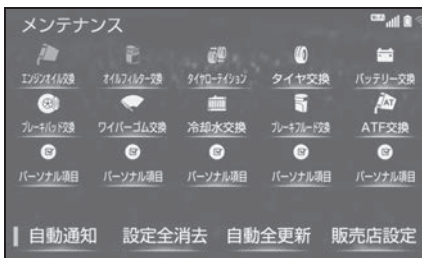 メンテナンス
エンジンオイル交換 オイルフィルター交換 タイヤローテイション タイヤ交換 バッテリー交換
ブレーキパッド交換 ワイパーゴム交換 冷却水交換 ブレーキフルード交換 ATF交換
パーソナル項目 パーソナル項目 パーソナル項目 パーソナル項目 パーソナル項目
自動通知 設定全消去 自動全更新 販売店設定